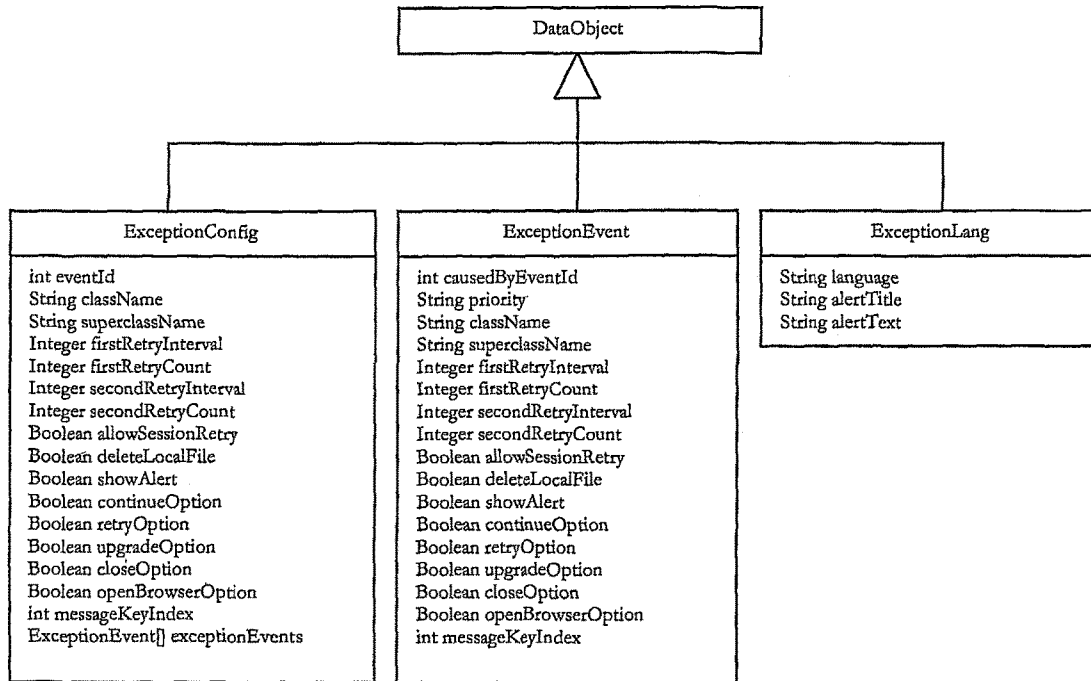 DataObject
ExceptionConfig
int eventId
String className
String superclassName
Integer firstRetryInterval
Integer firstRetryCount
Integer secondRetryInterval
Integer secondRetryCount
Boolean allowSessionRetry
Boolean deleteLocalFile
Boolean showAlert
Boolean continueOption
Boolean retryOption
Boolean upgradeOption
Boolean closeOption
Boolean openBrowserOption
int messageKeyIndex
ExceptionEvent[] exceptionEvents
ExceptionEvent
int causedByEventId
String priority
String className
String superclassName
Integer firstRetryInterval
Integer firstRetryCount
Integer secondRetryInterval
Integer secondRetryCount
Boolean allowSessionRetry
Boolean deleteLocalFile
Boolean showAlert
Boolean continueOption
Boolean retryOption
Boolean upgradeOption
Boolean closeOption
Boolean openBrowserOption
int messageKeyIndex
ExceptionLang
String language
String alertTitle
String alertText